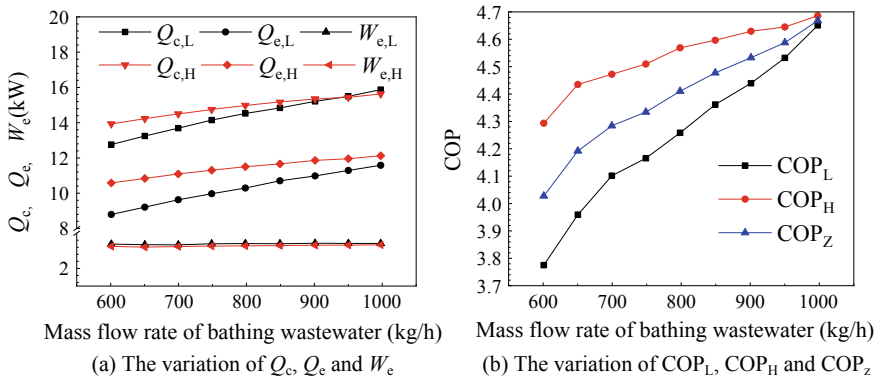 20
18
16
14
12
10
8
2
Q_c, Q_e, W_e(kW)
Q_c,L Q_e,L W_e,L
Q_c,H Q_e,H W_e,H
600 700 800 900 1000
Mass flow rate of bathing wastewater (kg/h)
(a) The variation of Q_c, Q_e and W_e
4.7
4.6
4.5
4.4
4.3
4.2
4.1
4.0
3.9
3.8
3.7
COP
COP_L
COP_H
COP_Z
600 700 800 900 1000
Mass flow rate of bathing wastewater (kg/h)
(b) The variation of COP_L, COP_H and COP_z